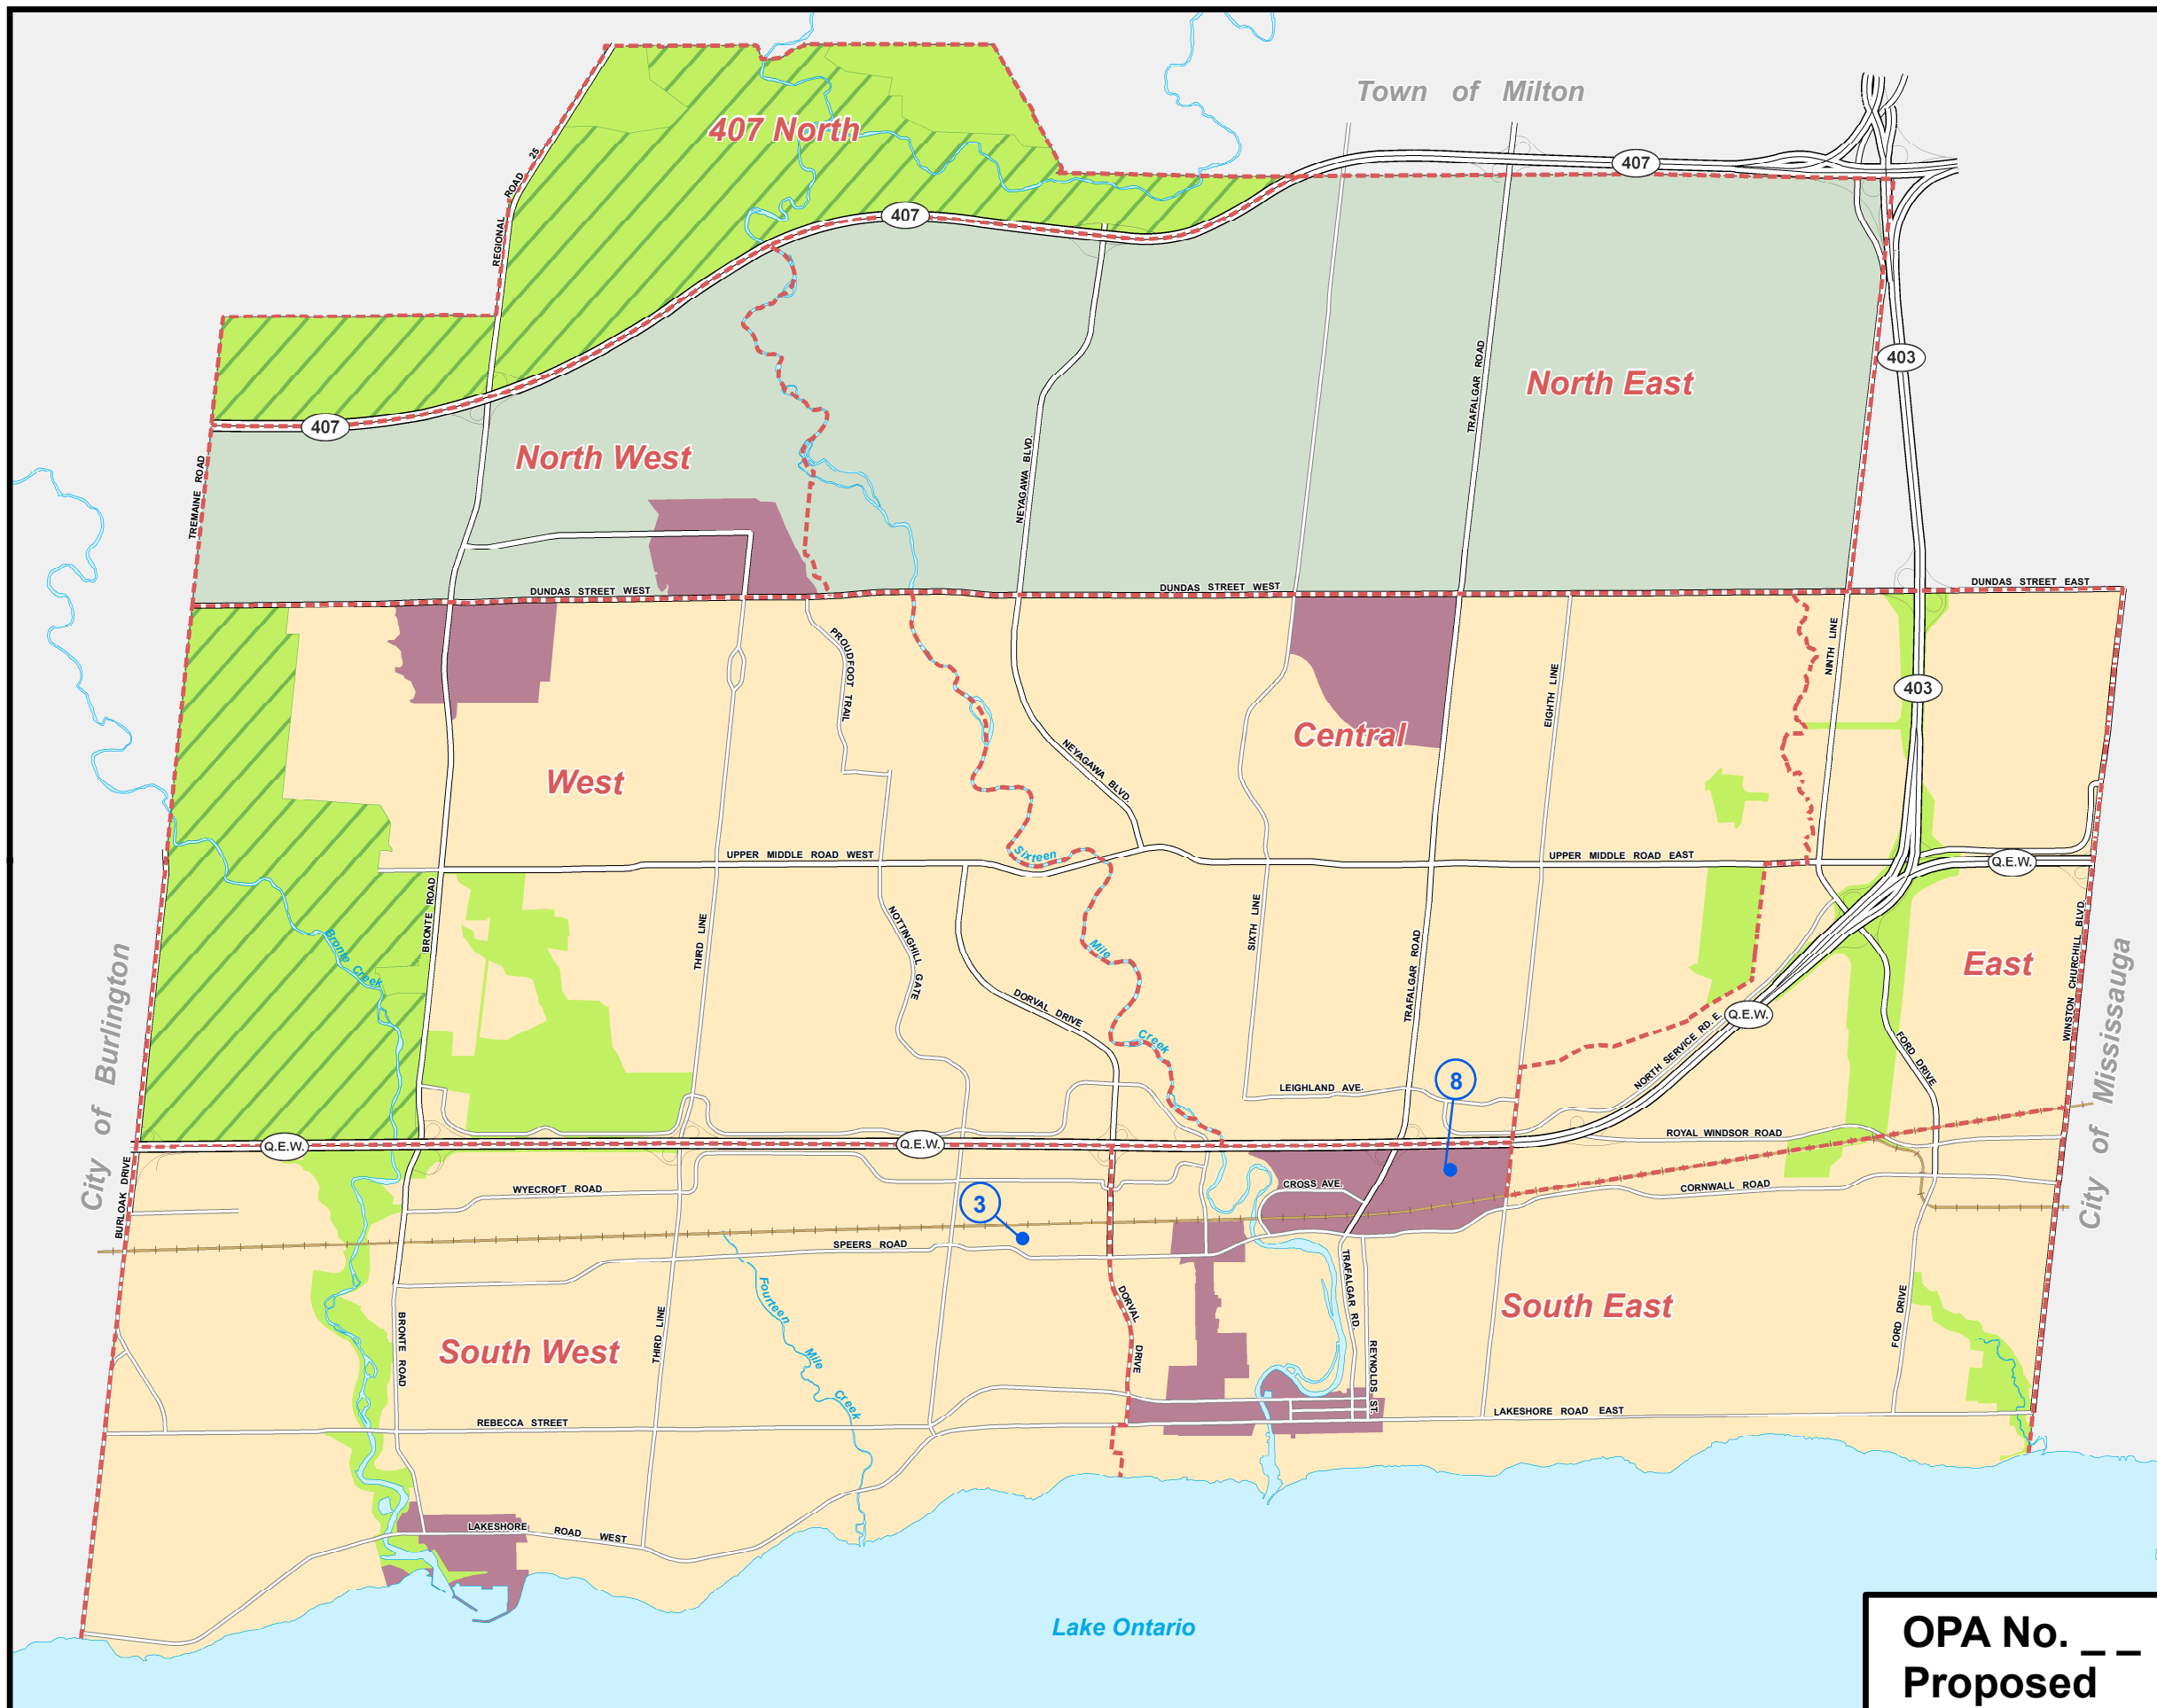 Town of Milton
407 North
REGIONAL ROAD 25
407
407
407
403
North East
TRAFALGAR ROAD
North West
NEYAGAWA BLVD.
TREMAINE ROAD
DUNDAS STREET WEST
DUNDAS STREET WEST
DUNDAS STREET EAST
PROUDFOOT TRAIL
NINTH LINE
EIGHTH LINE
403
Central
West
NEYAGAWA BLVD.
UPPER MIDDLE ROAD WEST
Sixteen
UPPER MIDDLE ROAD EAST
Q.E.W.
BRONTE ROAD
THIRD LINE
NOTTINGHILL GATE
SIXTH LINE
Mile
TRAFALGAR ROAD
WINSTON CHURCHILL BLVD.
East
Bronte Creek
City of Burlington
City of Mississauga
DORVAL DRIVE
Creek
Q.E.W.
NORTH SERVICE RD. E.
FORD DRIVE
8
LEIGHLAND AVE.
Q.E.W.
Q.E.W.
ROYAL WINDSOR ROAD
BURLOAK DRIVE
WYECROFT ROAD
CROSS AVE.
CORNWALL ROAD
3
SPEERS ROAD
Fourteen
Mile
Creek
DORVAL
DRIVE
TRAFALGAR RD.
REYNOLDS ST.
South East
FORD DRIVE
South West
BRONTE ROAD
THIRD LINE
REBECCA STREET
LAKESHORE ROAD EAST
LAKESHORE ROAD WEST
Lake Ontario
OPA No. _ _
Proposed